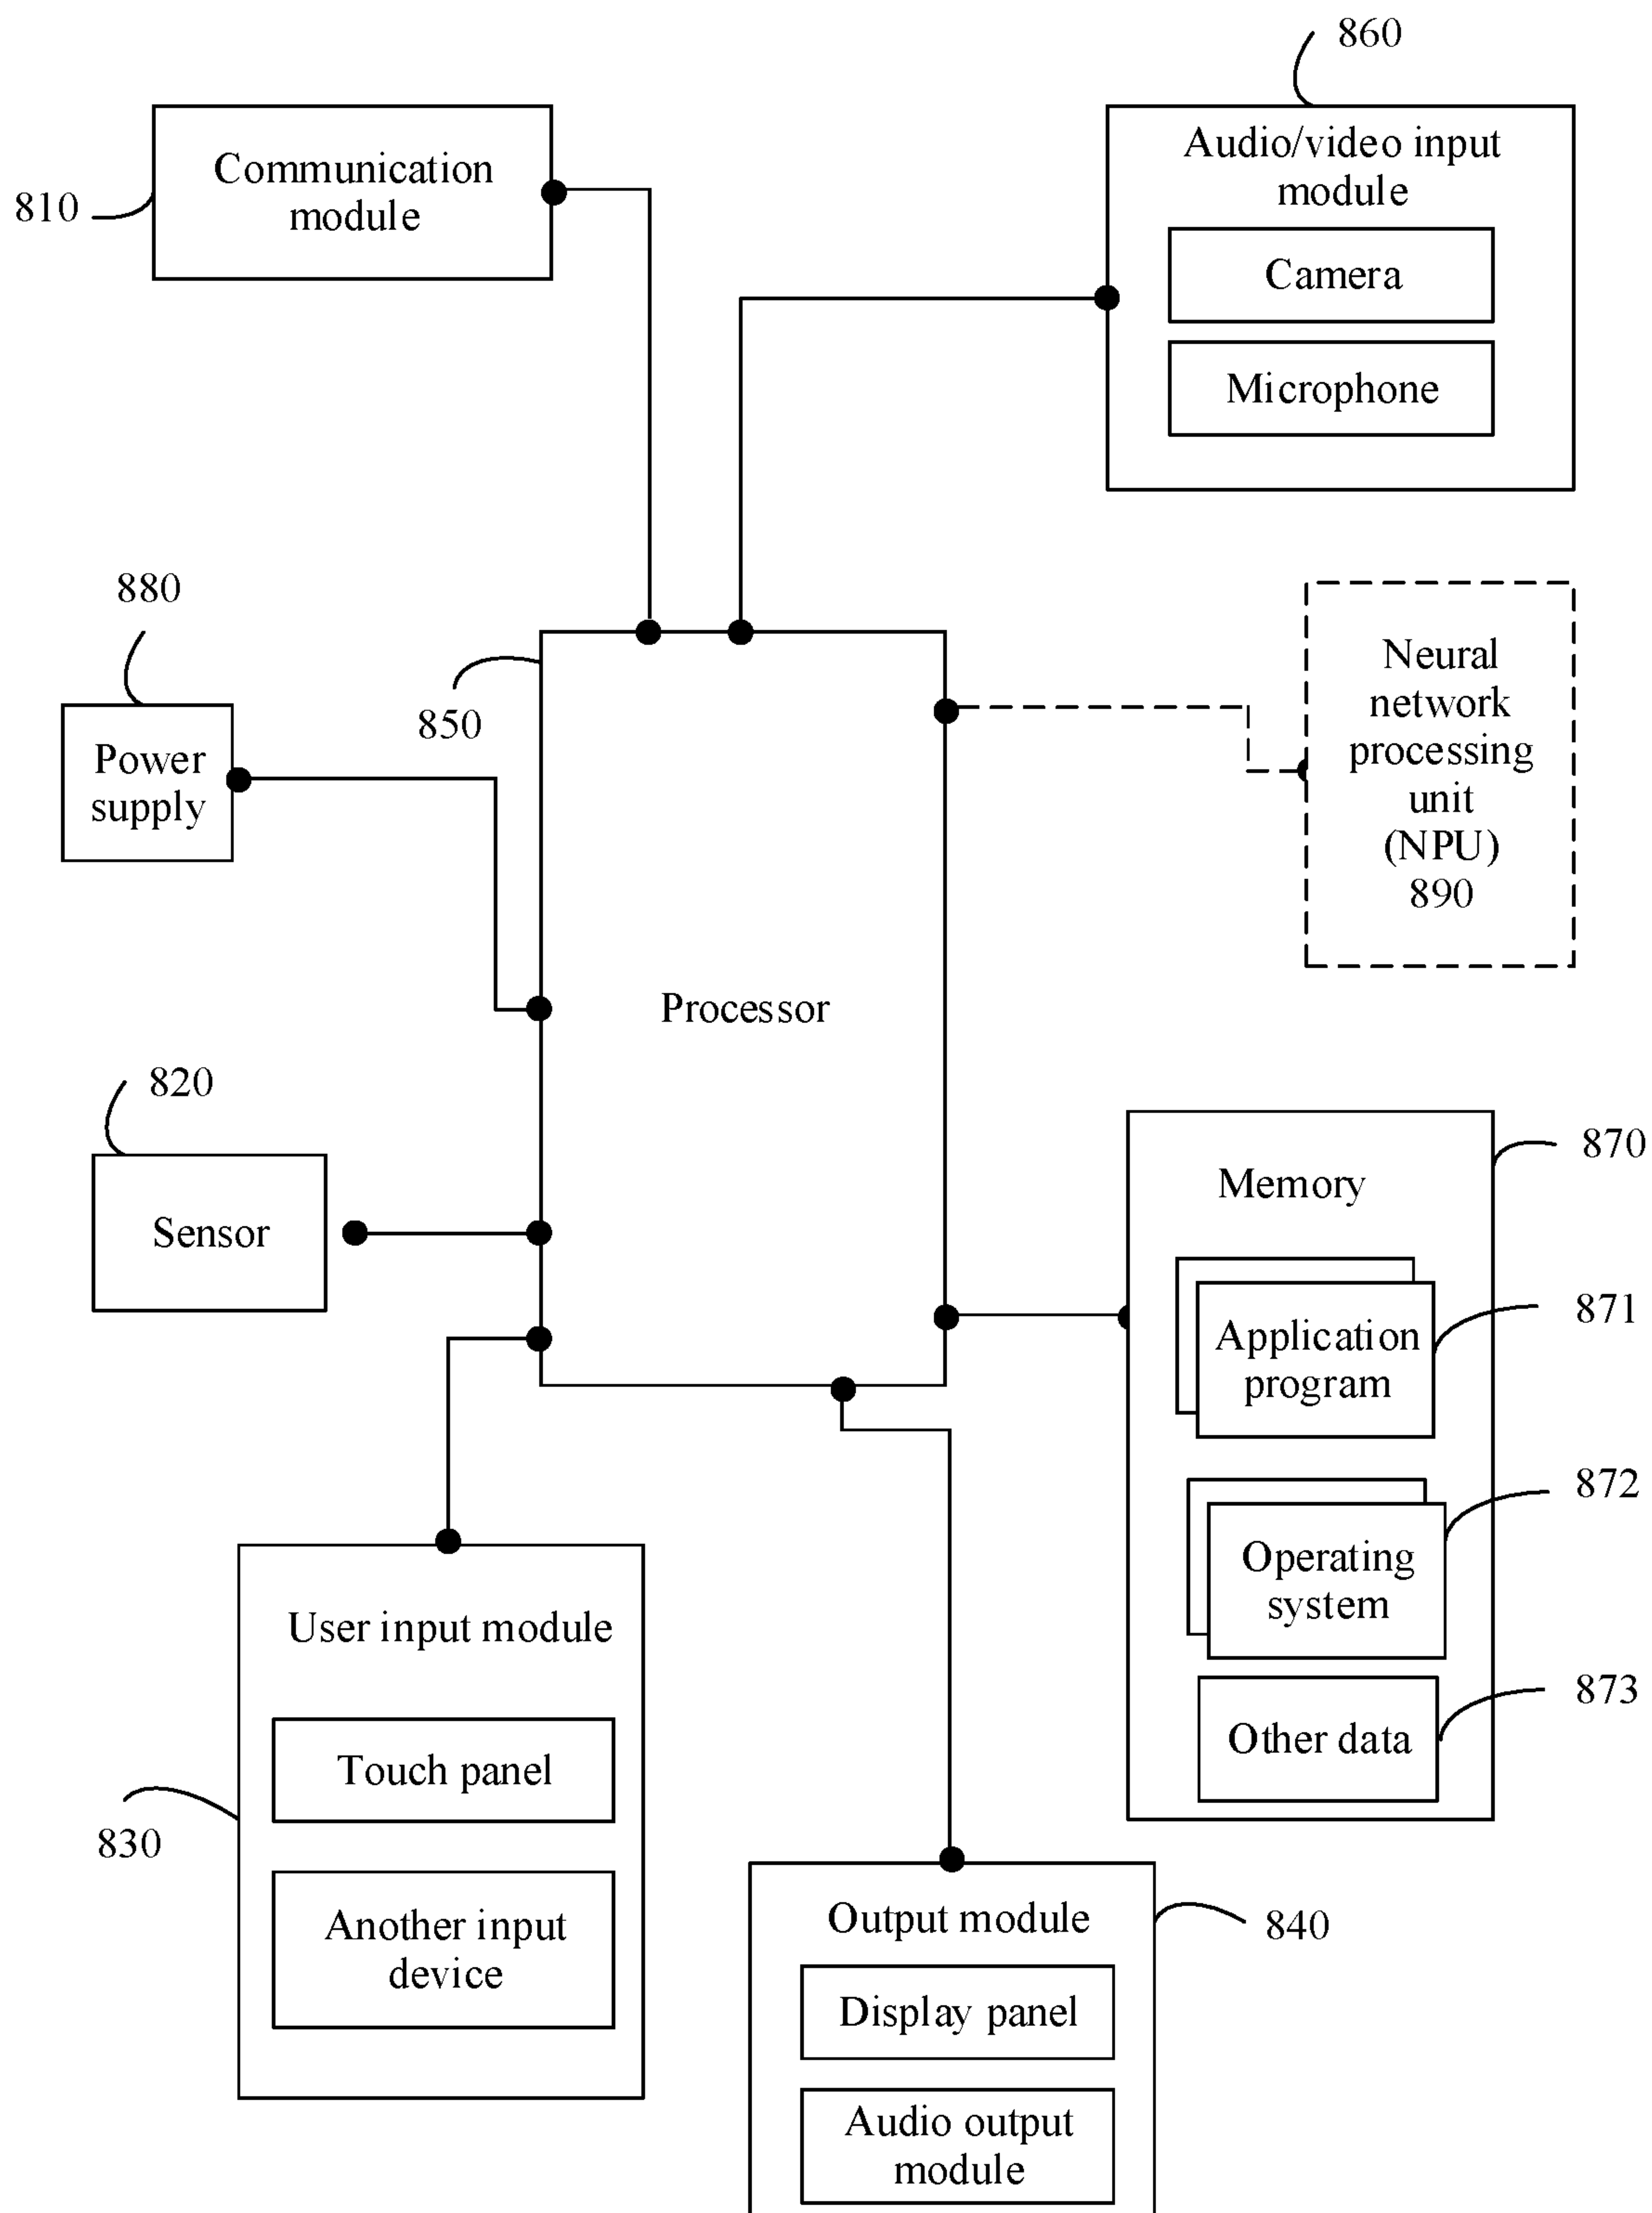 860
Communication
module
810
Audio/video input
module
Camera
Microphone
880
850
Power
supply
Neural
network
processing
unit
(NPU)
890
Processor
820
Sensor
870
Memory
871
Application
program
872
Operating
system
873
Other data
User input module
Touch panel
830
Another input
device
840
Output module
Display panel
Audio output
module